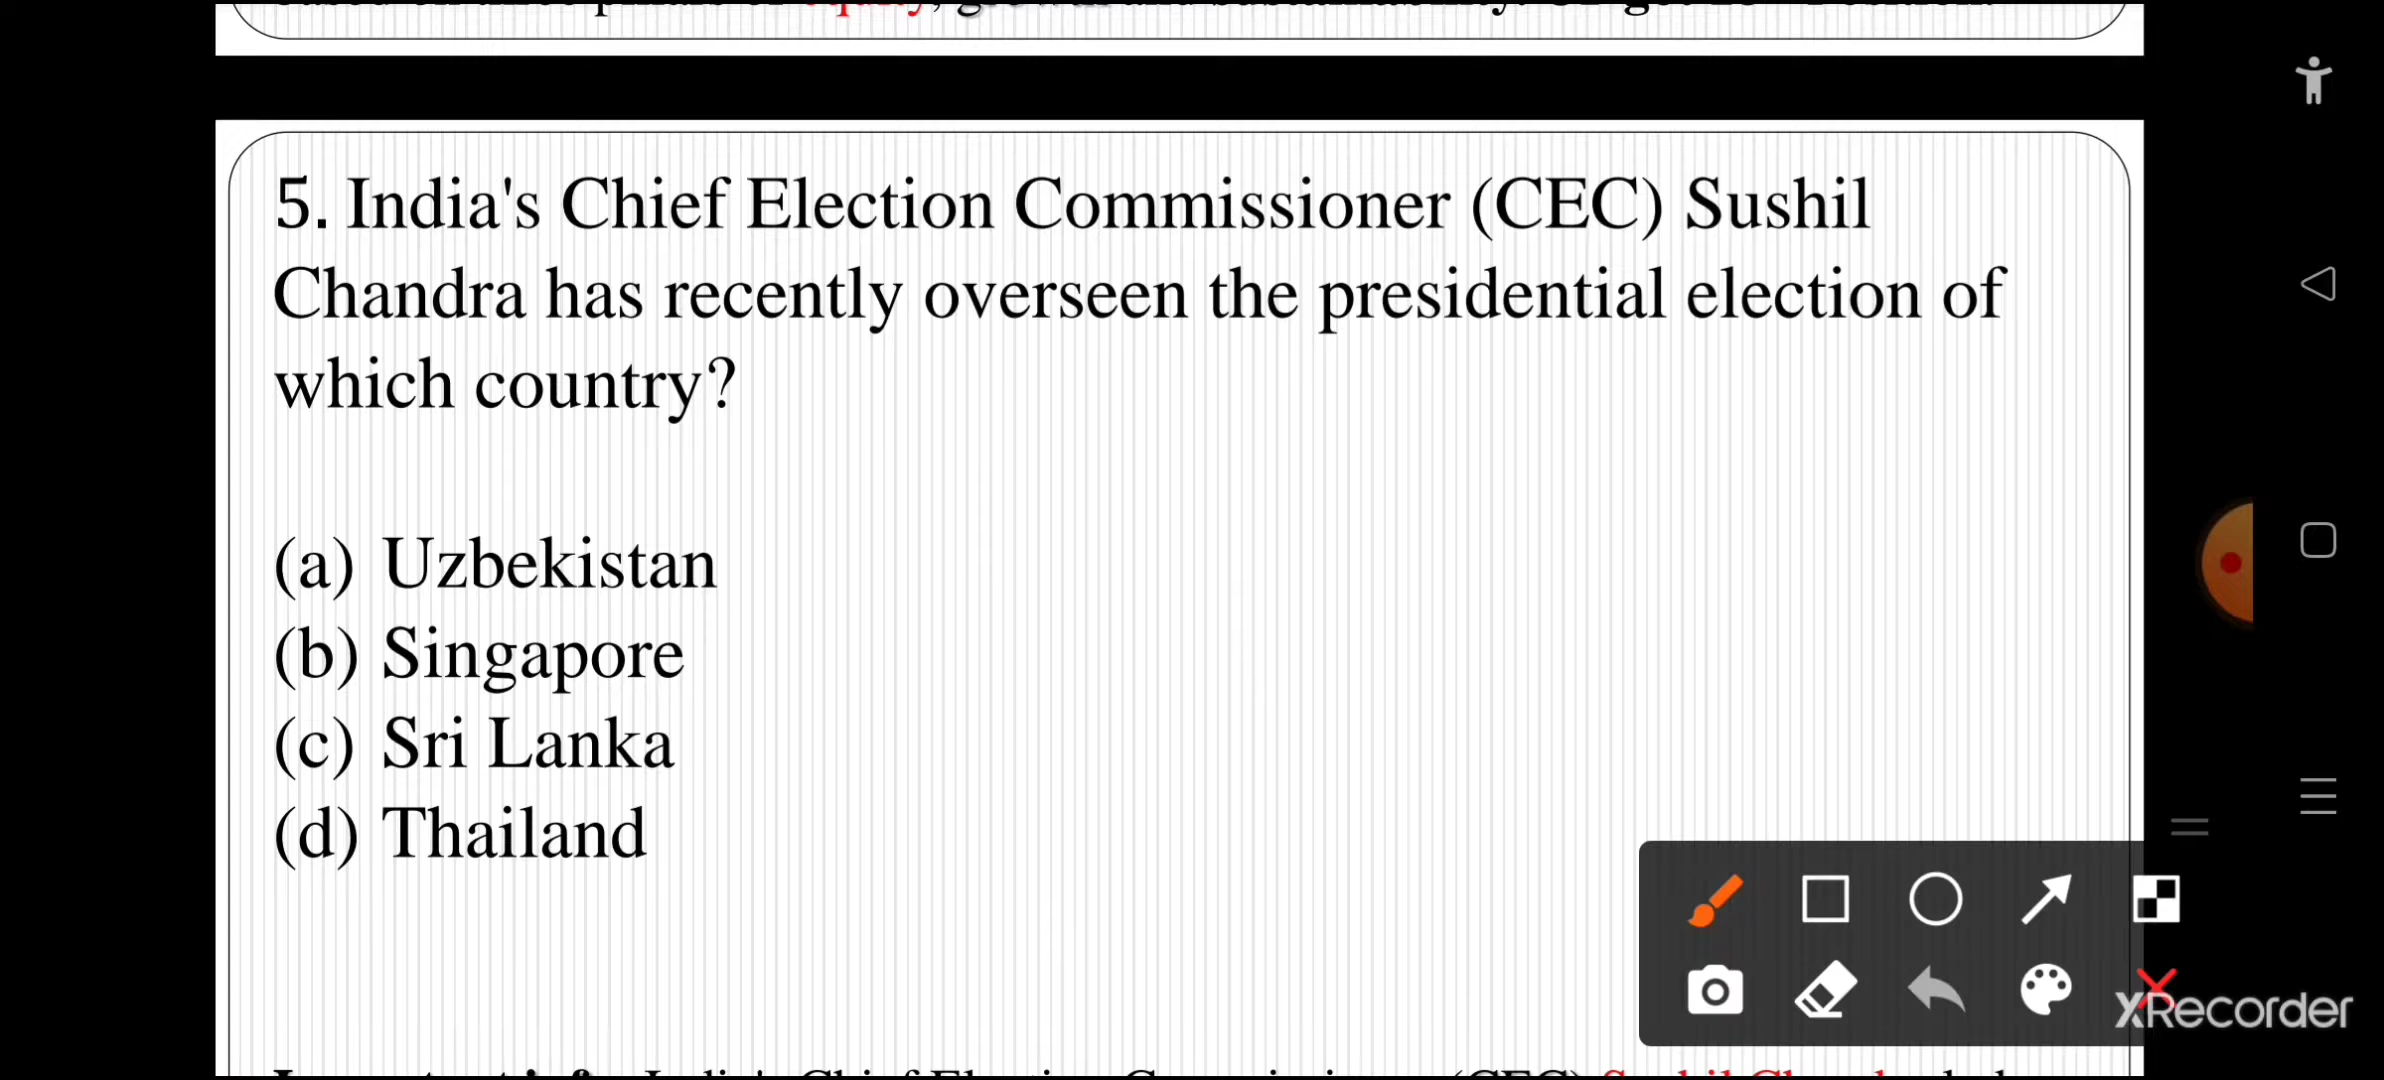 5. India's Chief Election Commissioner (CEC) Sushil
Chandra has recently overseen the presidential election of
which country?
(a) Uzbekistan
(b) Singapore
(c) Sri Lanka
(d) Thailand
XRecorder